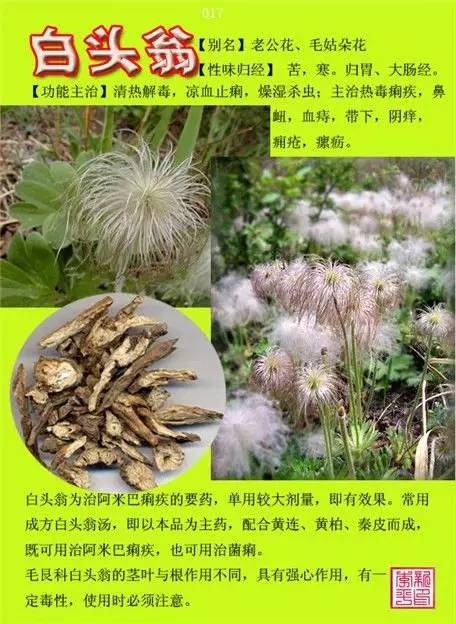 017
白头翁【别名】老公花、毛姑朵花
【性味归经】 苦，寒。归胃、大肠经。
【功能主治】清热解毒，凉血止痢，燥湿杀虫；主治热毒痢疾，鼻
衄，血痔，带下，阴痒，
痈疮，瘰疬。
白头翁为治阿米巴痢疾的要药，单用较大剂量，即有效果。常用
成方白头翁汤，即以本品为主药，配合黄连、黄柏、秦皮而成，
既可用治阿米巴痢疾，也可用治菌痢。
毛茛科白头翁的茎叶与根作用不同，具有强心作用，有一
定毒性，使用时必须注意。